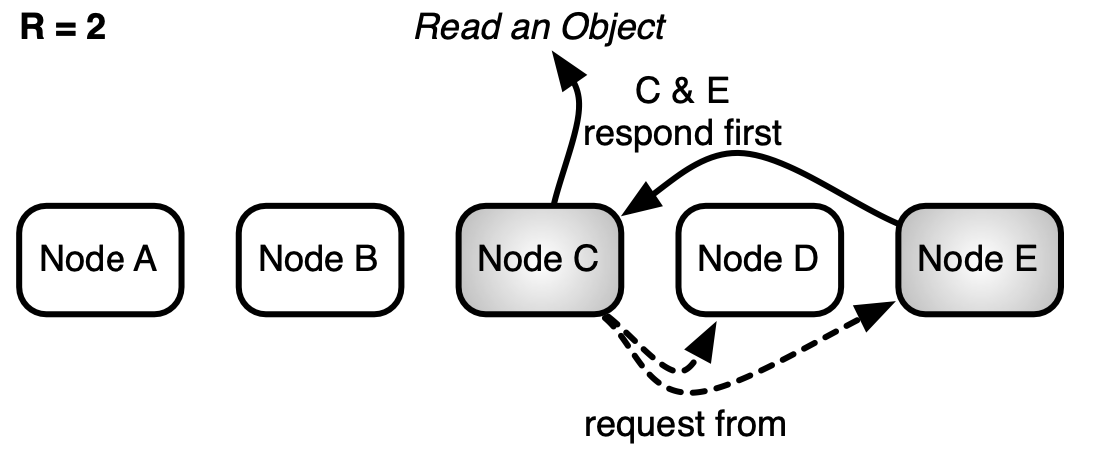 R = 2
Read an Object
C & E
respond first
Node A
Node B
Node C
Node D
Node E
request from